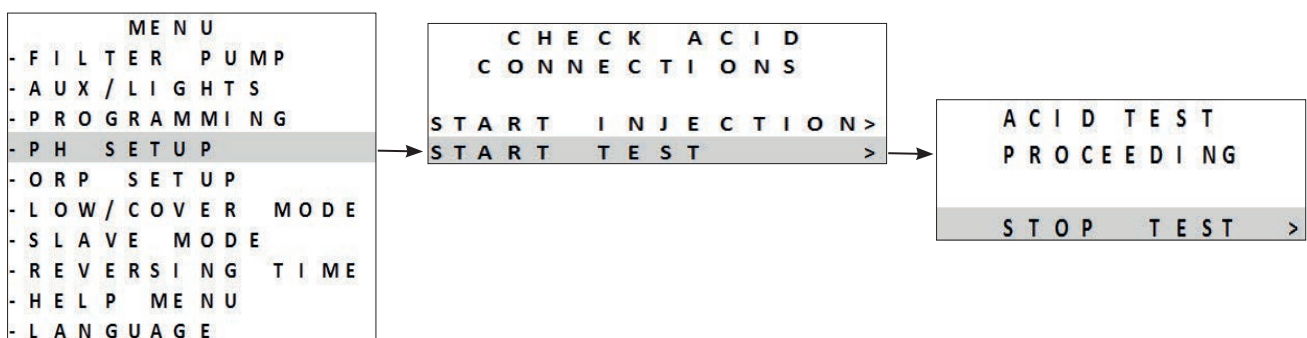 MENU
-FILTER PUMP
-AUX/LIGHTS
-PROGRAMMING
-PH SETUP
-ORP SETUP
-LOW/COVER MODE
-SLAVE MODE
-REVERSING TIME
-HELP MENU
-LANGUAGE
CHECK ACID
CONNECTIONS
START INJECTION>
START TEST >
ACID TEST
PROCEEDING
STOP TEST >